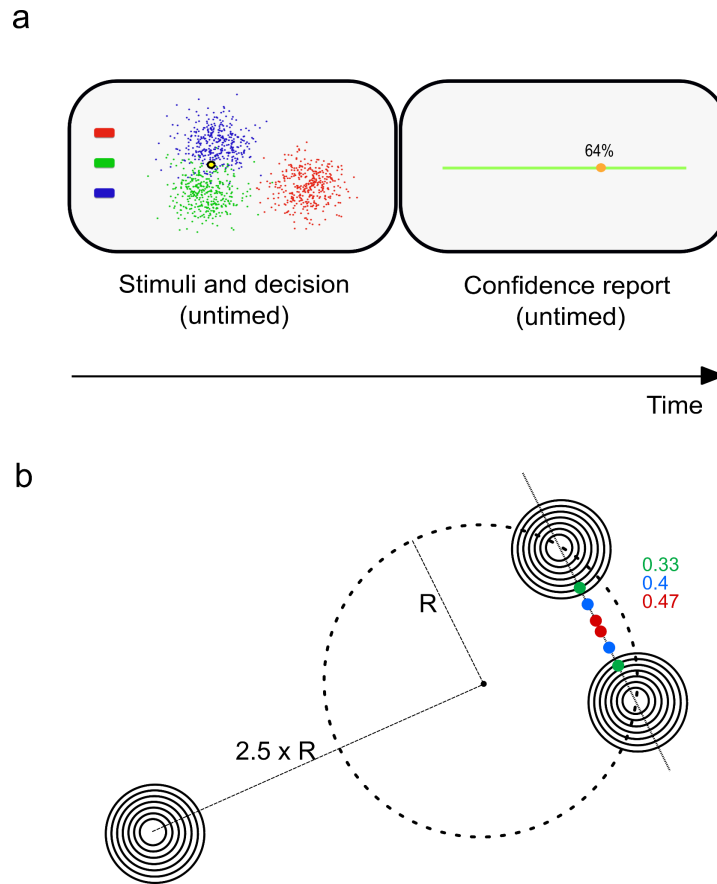 a
64%
Stimuli and decision
(untimed)
Confidence report
(untimed)
Time
b
0.33
0.4
0.47
R
2.5 x R